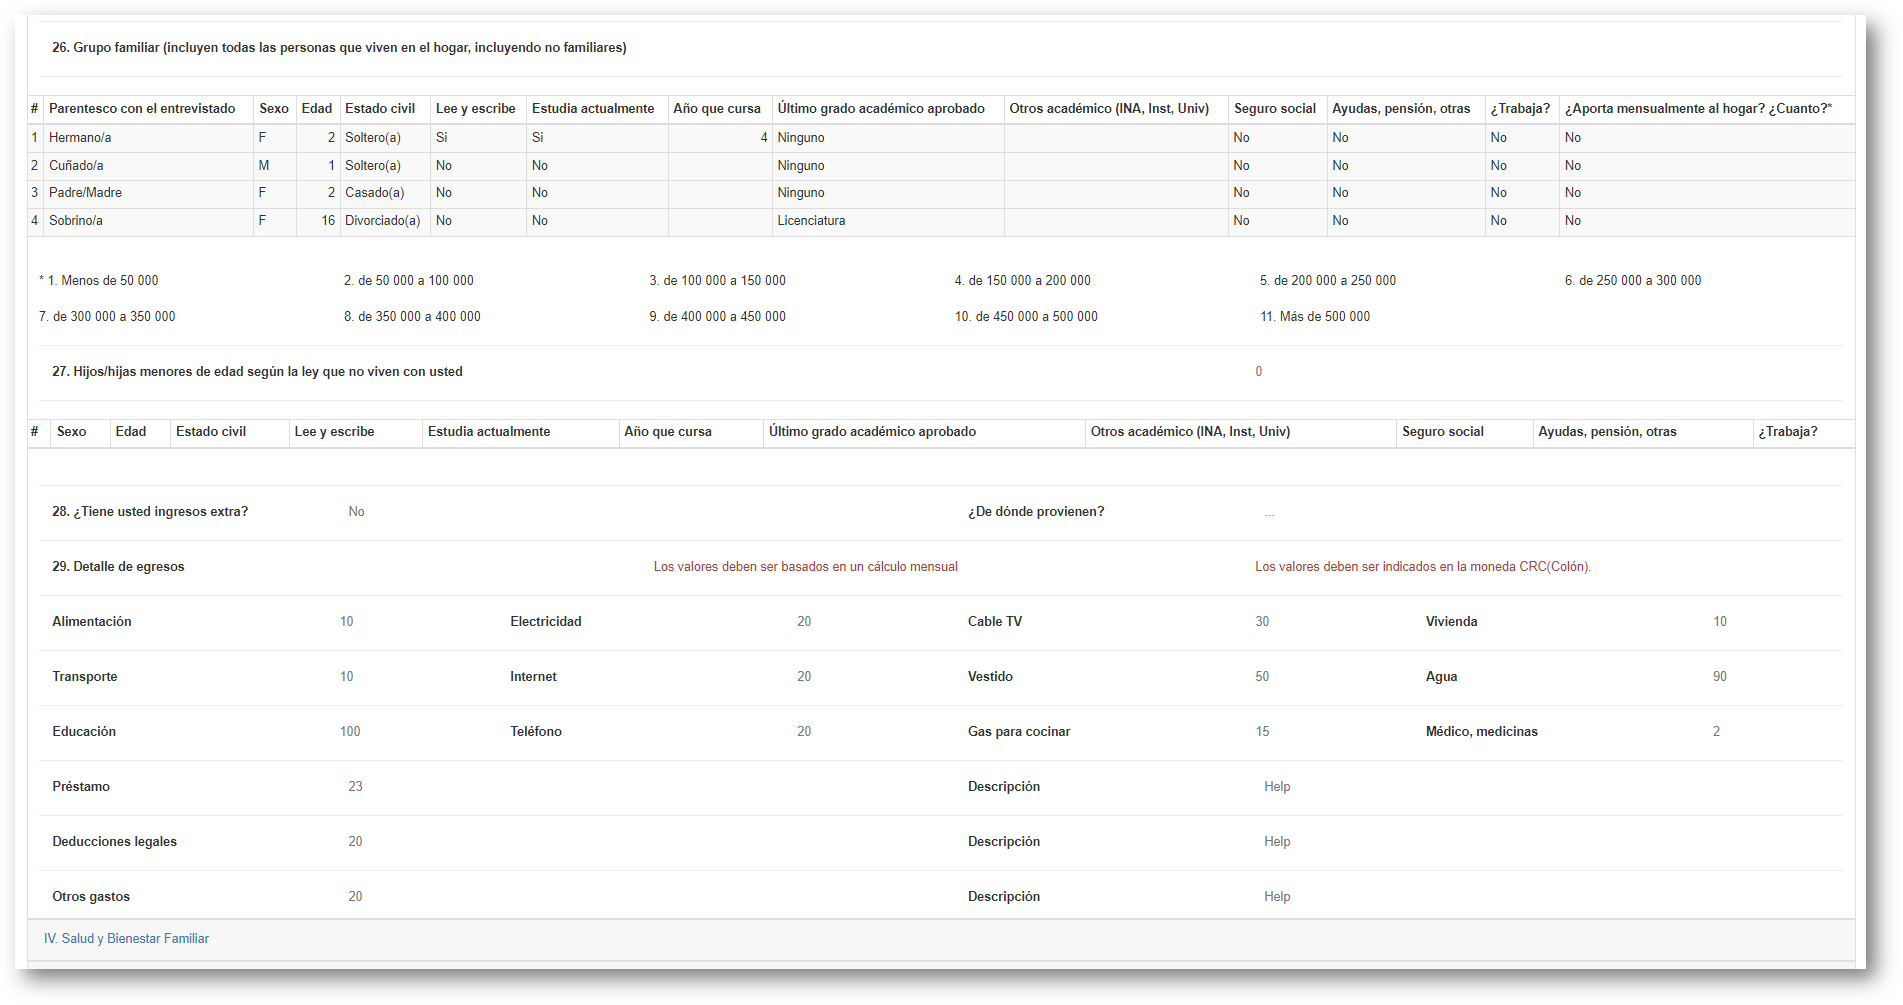 26. Grupo familiar (incluyen todas las personas que viven en el hogar, incluyendo no familiares)
# Parentesco con el entrevistado Sexo Edad Estado civil Lee y escribe Estudia actualmente Año que cursa Último grado académico aprobado Otros académico (INA, Inst, Univ) Seguro social Ayudas, pensión, otras ¿Trabaja? ¿Aporta mensualmente al hogar? ¿Cuanto?*
1 Hermano/a F 2 Soltero(a) Si Si 4 Ninguno No No No No
2 Cuñado/a M 1 Soltero(a) No No Ninguno No No No No
3 Padre/Madre F 2 Casado(a) No No Ninguno No No No No
4 Sobrino/a F 16 Divorciado(a) No No Licenciatura No No No No
* 1. Menos de 50 000 2. de 50 000 a 100 000 3. de 100 000 a 150 000 4. de 150 000 a 200 000 5. de 200 000 a 250 000 6. de 250 000 a 300 000
7. de 300 000 a 350 000 8. de 350 000 a 400 000 9. de 400 000 a 450 000 10. de 450 000 a 500 000 11. Más de 500 000
27. Hijos/hijas menores de edad según la ley que no viven con usted 0
# Sexo Edad Estado civil Lee y escribe Estudia actualmente Año que cursa Último grado académico aprobado Otros académico (INA, Inst, Univ) Seguro social Ayudas, pensión, otras ¿Trabaja?
28. ¿Tiene usted ingresos extra? No ¿De dónde provienen? ...
29. Detalle de egresos Los valores deben ser basados en un cálculo mensual Los valores deben ser indicados en la moneda CRC(Colón).
Alimentación 10 Electricidad 20 Cable TV 30 Vivienda 10
Transporte 10 Internet 20 Vestido 50 Agua 90
Educación 100 Teléfono 20 Gas para cocinar 15 Médico, medicinas 2
Préstamo 23 Descripción Help
Deducciones legales 20 Descripción Help
Otros gastos 20 Descripción Help
IV. Salud y Bienestar Familiar